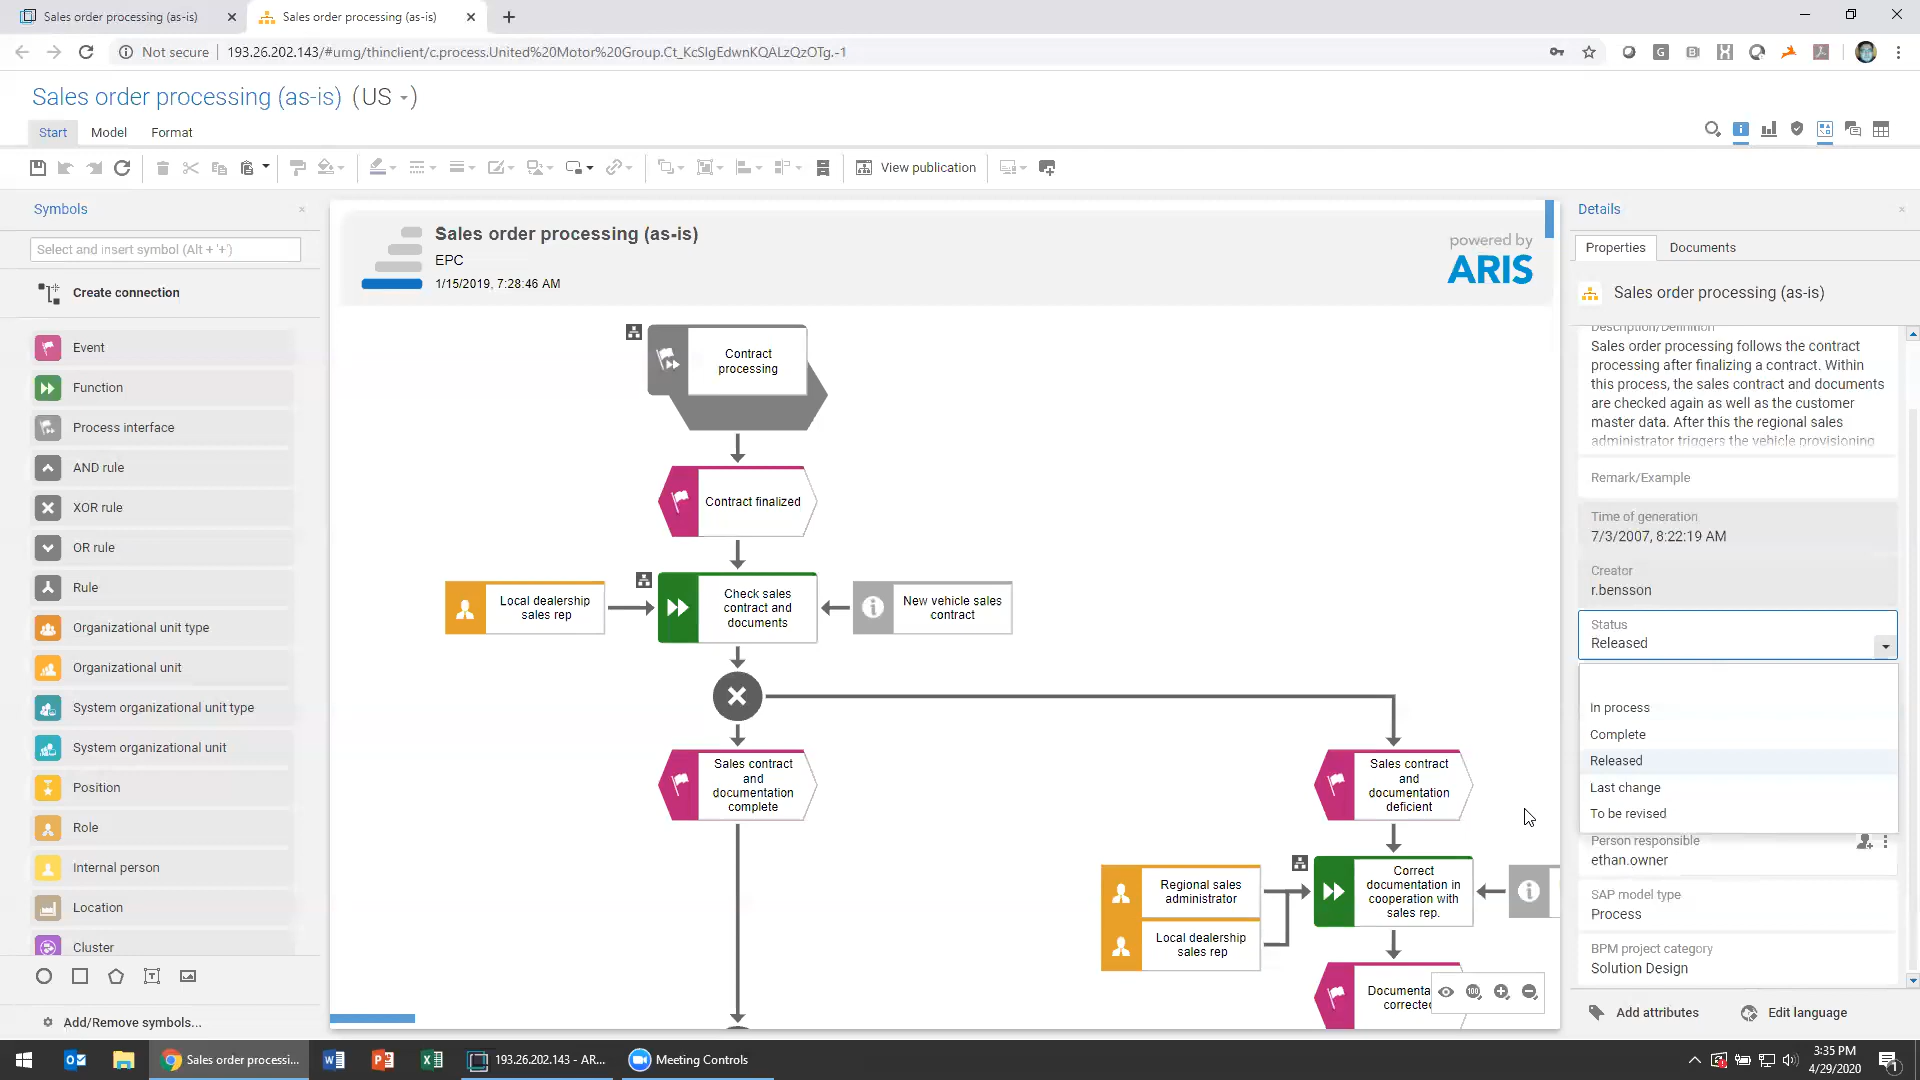 Sales order processing (as-is)
Sales order processing (as-is)
Not secure
193.26.202.143/#umg/thinclient/c.process.United%20Motor%20Group.Ct_KcSlgEdwnKQALzQzOTg.-1
Sales order processing (as-is) (US)
Start
Model
Format
View publication
Symbols
Select and insert symbol (Alt + '+')
Create connection
Event
Function
Process interface
AND rule
XOR rule
OR rule
Rule
Organizational unit type
Organizational unit
System organizational unit type
System organizational unit
Position
Role
Internal person
Location
Cluster
Add/Remove symbols...
Sales order processing (as-is)
EPC
1/15/2019, 7:28:46 AM
powered by
ARIS
Contract
processing
Contract finalized
Local dealership
sales rep
Check sales
contract and
documents
New vehicle sales
contract
Sales contract
and
documentation
complete
Sales contract
and
documentation
deficient
Regional sales
administrator
Local dealership
sales rep
Correct
documentation in
cooperation with
sales rep.
Documenta
corrected
100
Details
Properties
Documents
Sales order processing (as-is)
Description/Definition
Sales order processing follows the contract
processing after finalizing a contract. Within
this process, the sales contract and documents
are checked again as well as the customer
master data. After this the regional sales
administrator triggers the vehicle provisioning
Remark/Example
Time of generation
7/3/2007, 8:22:19 AM
Creator
r.bensson
Status
Released
In process
Complete
Released
Last change
To be revised
Person responsible
ethan.owner
SAP model type
Process
BPM project category
Solution Design
Add attributes
Edit language
Sales order processi...
193.26.202.143 - AR...
Meeting Controls
3:35 PM
4/29/2020
1